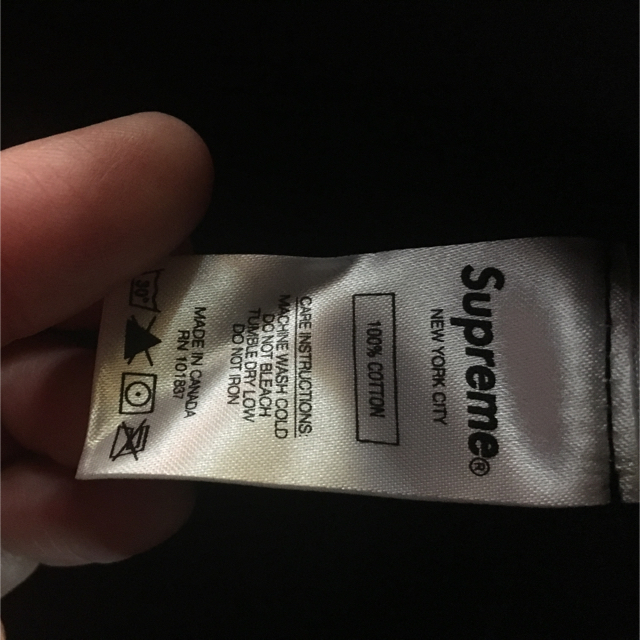 Supreme®
NEW YORK CITY
100% COTTON
CARE INSTRUCTIONS:
MACHINE WASH COLD
DO NOT BLEACH
TUMBLE DRY LOW
DO NOT IRON
MADE IN CANADA
RN 101837
30°